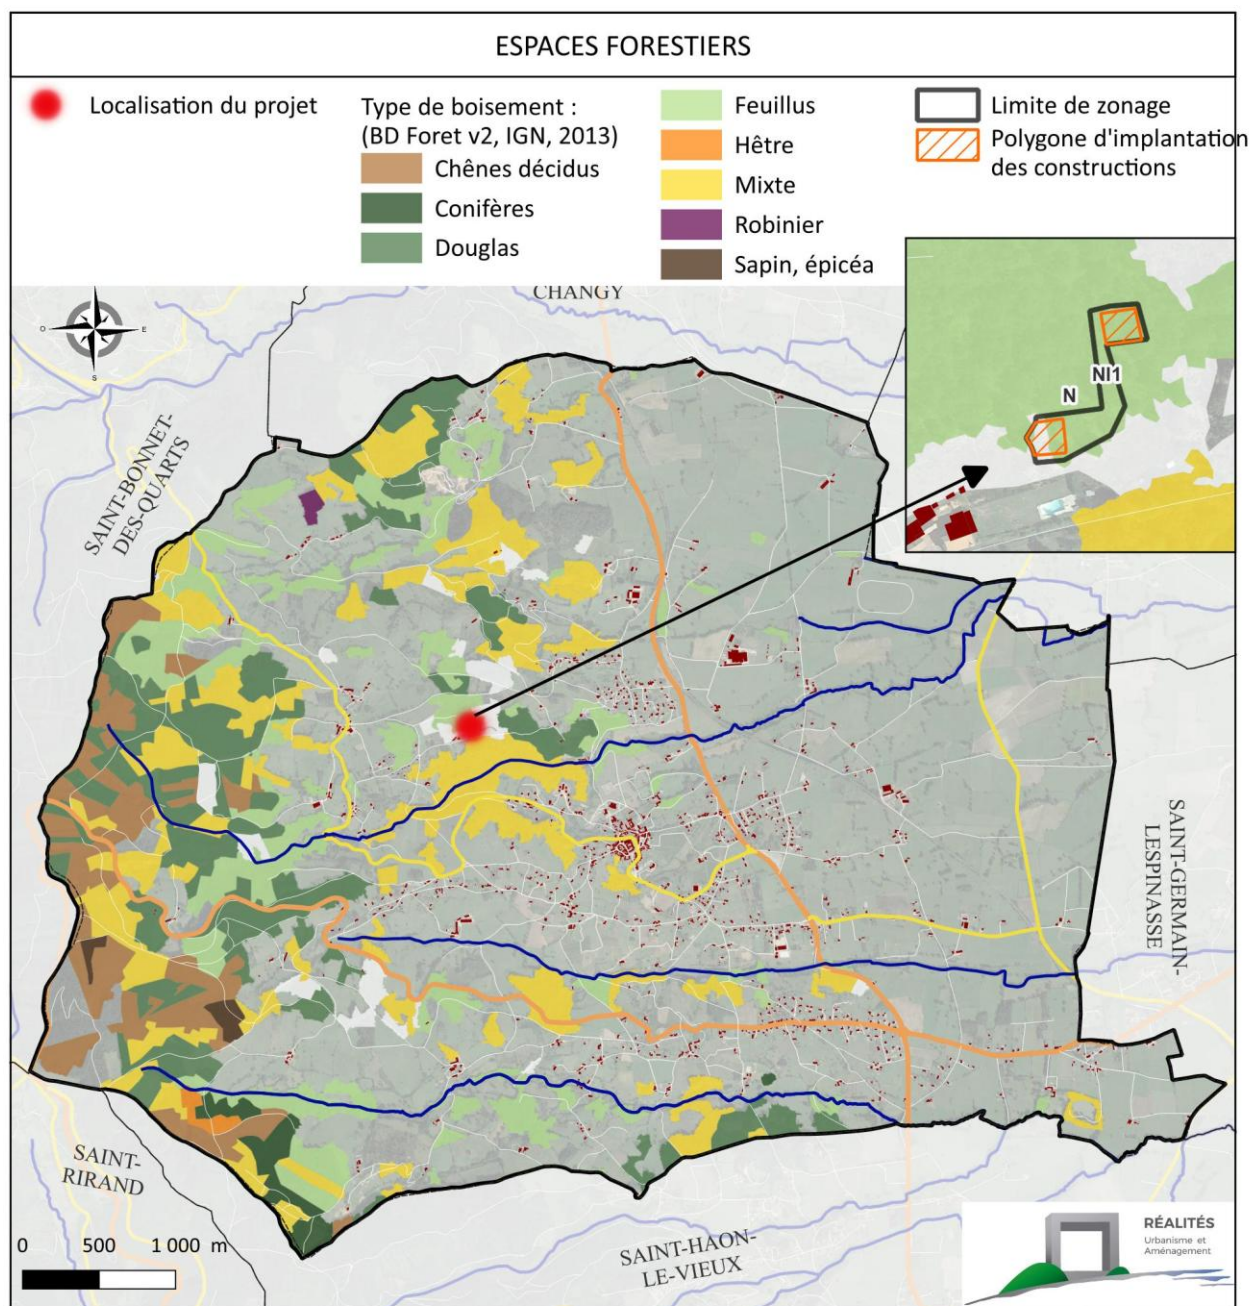 ESPACES FORESTIERS
Localisation du projet
Type de boisement :
(BD Foret v2, IGN, 2013)
Chênes décidus
Conifères
Douglas
Feuillus
Hêtre
Mixte
Robinier
Sapin, épicéa
Limite de zonage
Polygone d'implantation
des constructions
CHANGY
N
O
E
S
SAINT-BONNET-
DES-QUARTS
Nl1
N
SAINT-GERMAIN-
LESPINASSE
SAINT-
RIRAND
SAINT-HAON-
LE-VIEUX
0 500 1 000 m
RÉALITÉS
Urbanisme et
Aménagement